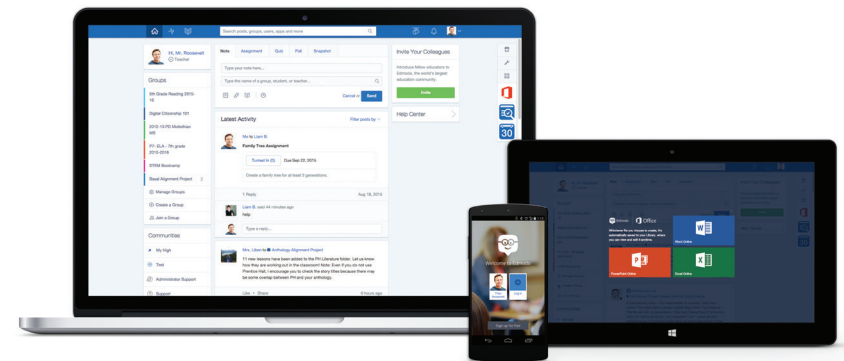 Search posts, groups, users, apps and more
Hi, Mr. Roosevelt
Teacher
Groups
5th Grade Reading 2015-
16
Digital Citizenship 101
2015-16 PD Midlothian
MS
P7- ELA - 7th grade
2015-2016
STEM Bootcamp
Basal Alignment Project
Manage Groups
Create a Group
Join a Group
Communities
My High
Text
Administrator Support
Support
Note Assignment Quiz Poll Snapshot
Type your note here...
Type the name of a group, student, or teacher...
Cancel or Send
Latest Activity
Filter posts by
Me to Liam B.
Family Tree Assignment
Turned in (0) Due Sep 22, 2015
Create a family tree for at least 3 generations.
1 Reply Aug 18, 2015
Liam B. said 44 minutes ago
help
Type a reply...
Mrs. Liken to Anthology Alignment Project
11 new lessons have been added to the PH Literature folder. Let us know
how they are working out in the classroom! Note: Even if you do not use
Prentice Hall, I encourage you to check the story titles because there may
be some overlap between PH and your anthology.
Like • Share 6 hours ago
Invite Your Colleagues
Introduce fellow educators to
Edmodo, the world's largest
education community.
Invite
Help Center
30
Welcome to Edmodo
Log in
Sign up for free
Office
Word Online
PowerPoint Online
Excel Online